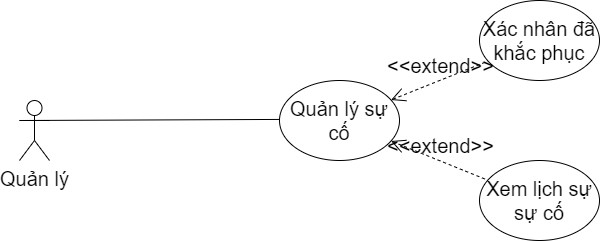 Xác nhân đã
khắc phục
<<extend>>
Quản lý sự
cố
<<extend>>
Quản lý
Xem lịch sự
sự cố